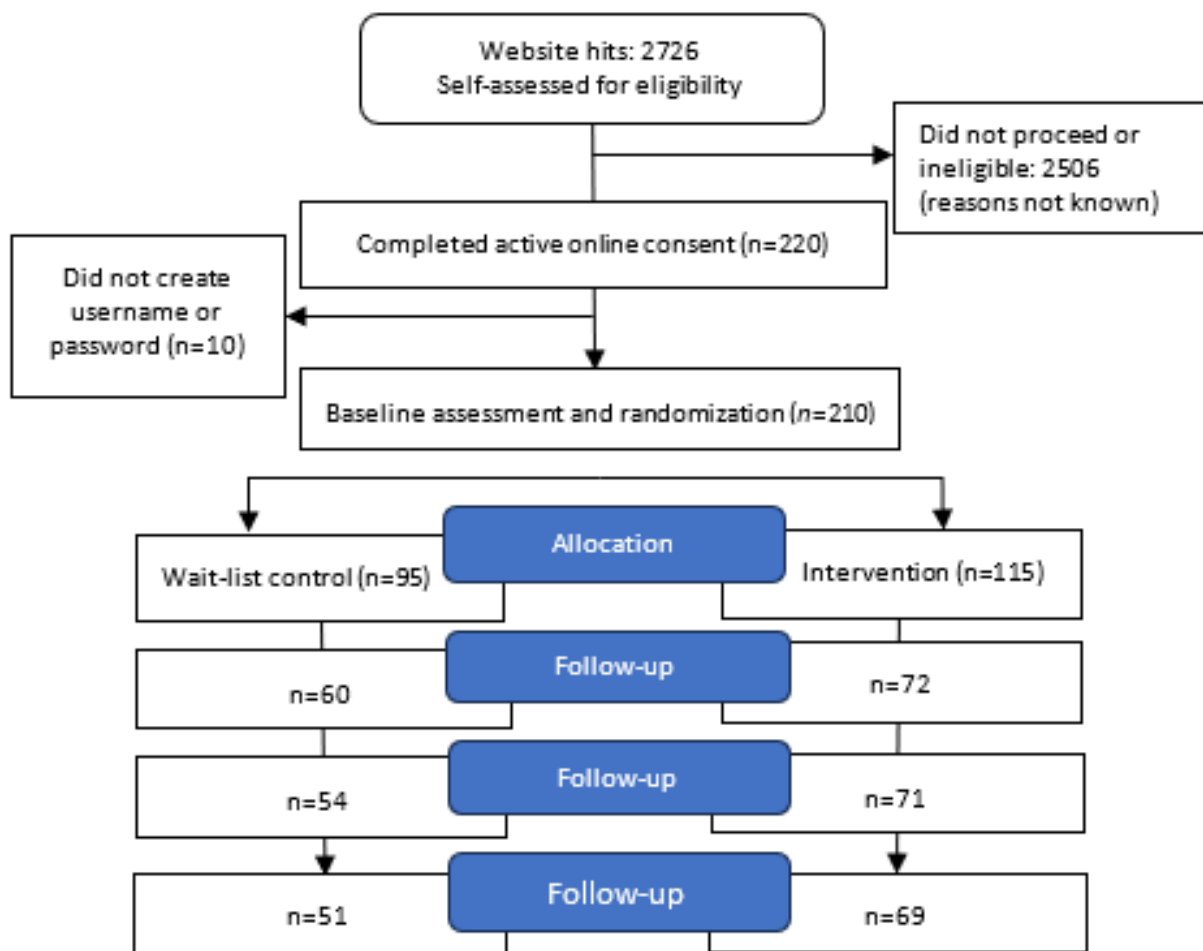 Website hits: 2726
Self-assessed for eligibility
Did not proceed or
ineligible: 2506
(reasons not known)
Completed active online consent (n=220)
Did not create
username or
password (n=10)
Baseline assessment and randomization (n=210)
Allocation
Wait-list control (n=95)
Intervention (n=115)
Follow-up
n=60
n=72
Follow-up
n=54
n=71
Follow-up
n=51
n=69